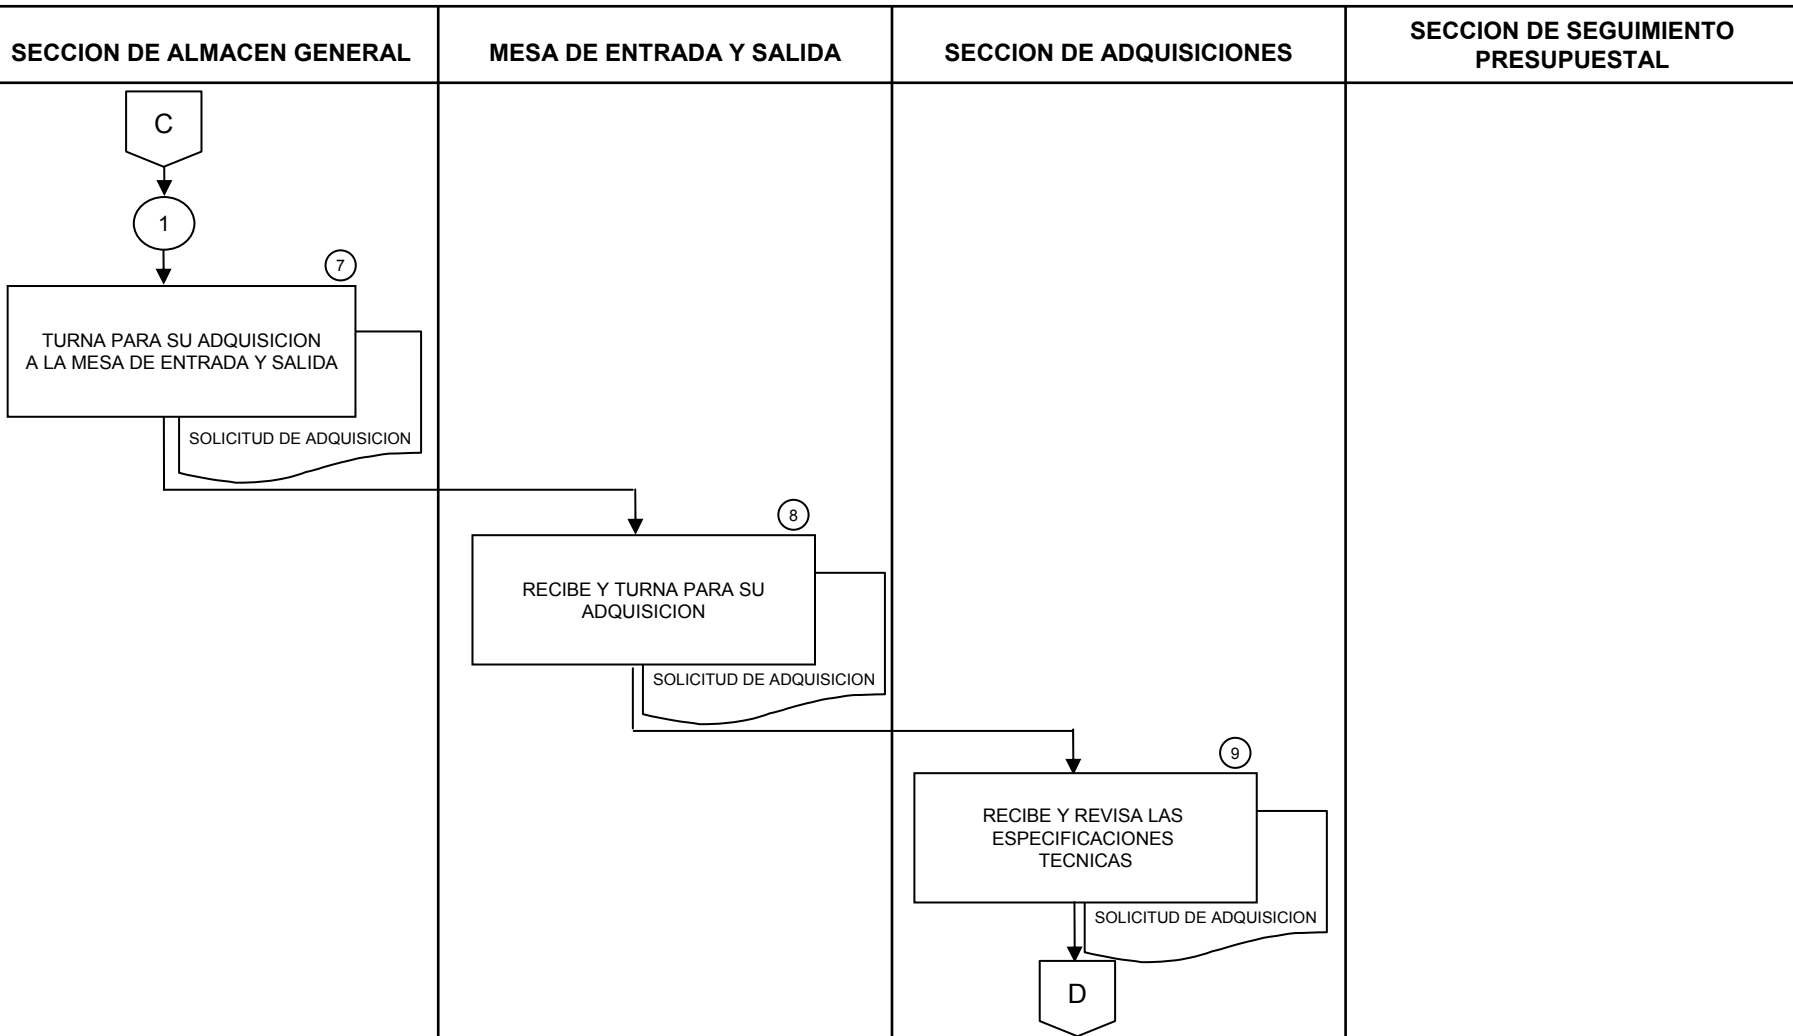 SECCION DE ALMACEN GENERAL
MESA DE ENTRADA Y SALIDA
SECCION DE ADQUISICIONES
SECCION DE SEGUIMIENTO
PRESUPUESTAL
C
1
7
TURNA PARA SU ADQUISICION
A LA MESA DE ENTRADA Y SALIDA
SOLICITUD DE ADQUISICION
8
RECIBE Y TURNA PARA SU
ADQUISICION
SOLICITUD DE ADQUISICION
9
RECIBE Y REVISA LAS
ESPECIFICACIONES
TECNICAS
SOLICITUD DE ADQUISICION
D